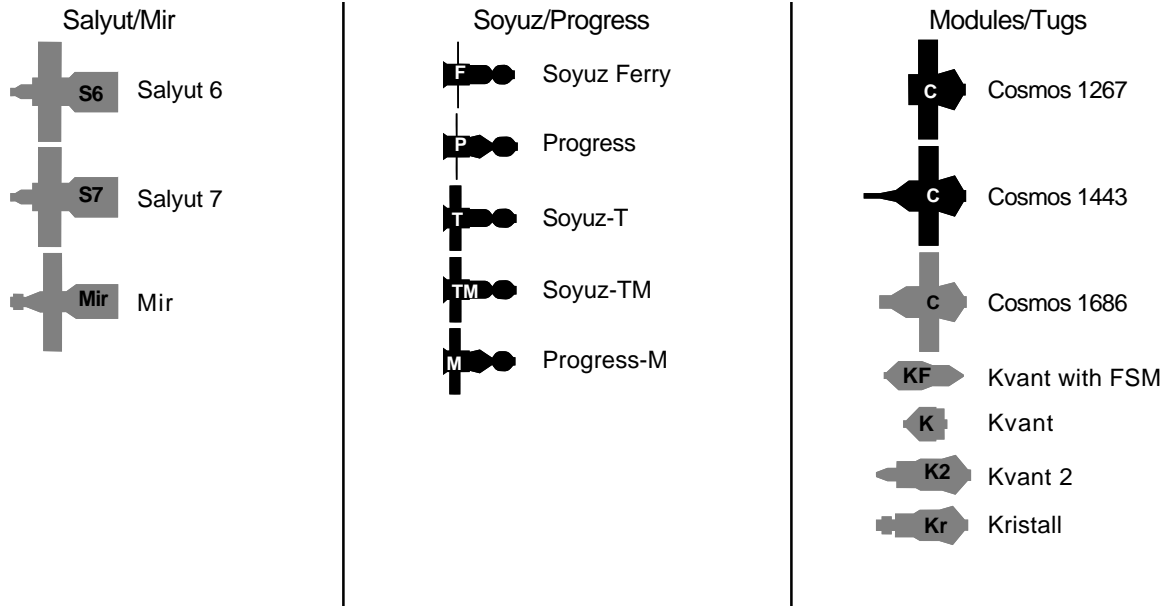 Salyut/Mir
S6 Salyut 6
S7 Salyut 7
Mir Mir
Soyuz/Progress
F Soyuz Ferry
P Progress
T Soyuz-T
TM Soyuz-TM
M Progress-M
Modules/Tugs
C Cosmos 1267
C Cosmos 1443
C Cosmos 1686
KF Kvant with FSM
K Kvant
K2 Kvant 2
Kr Kristall